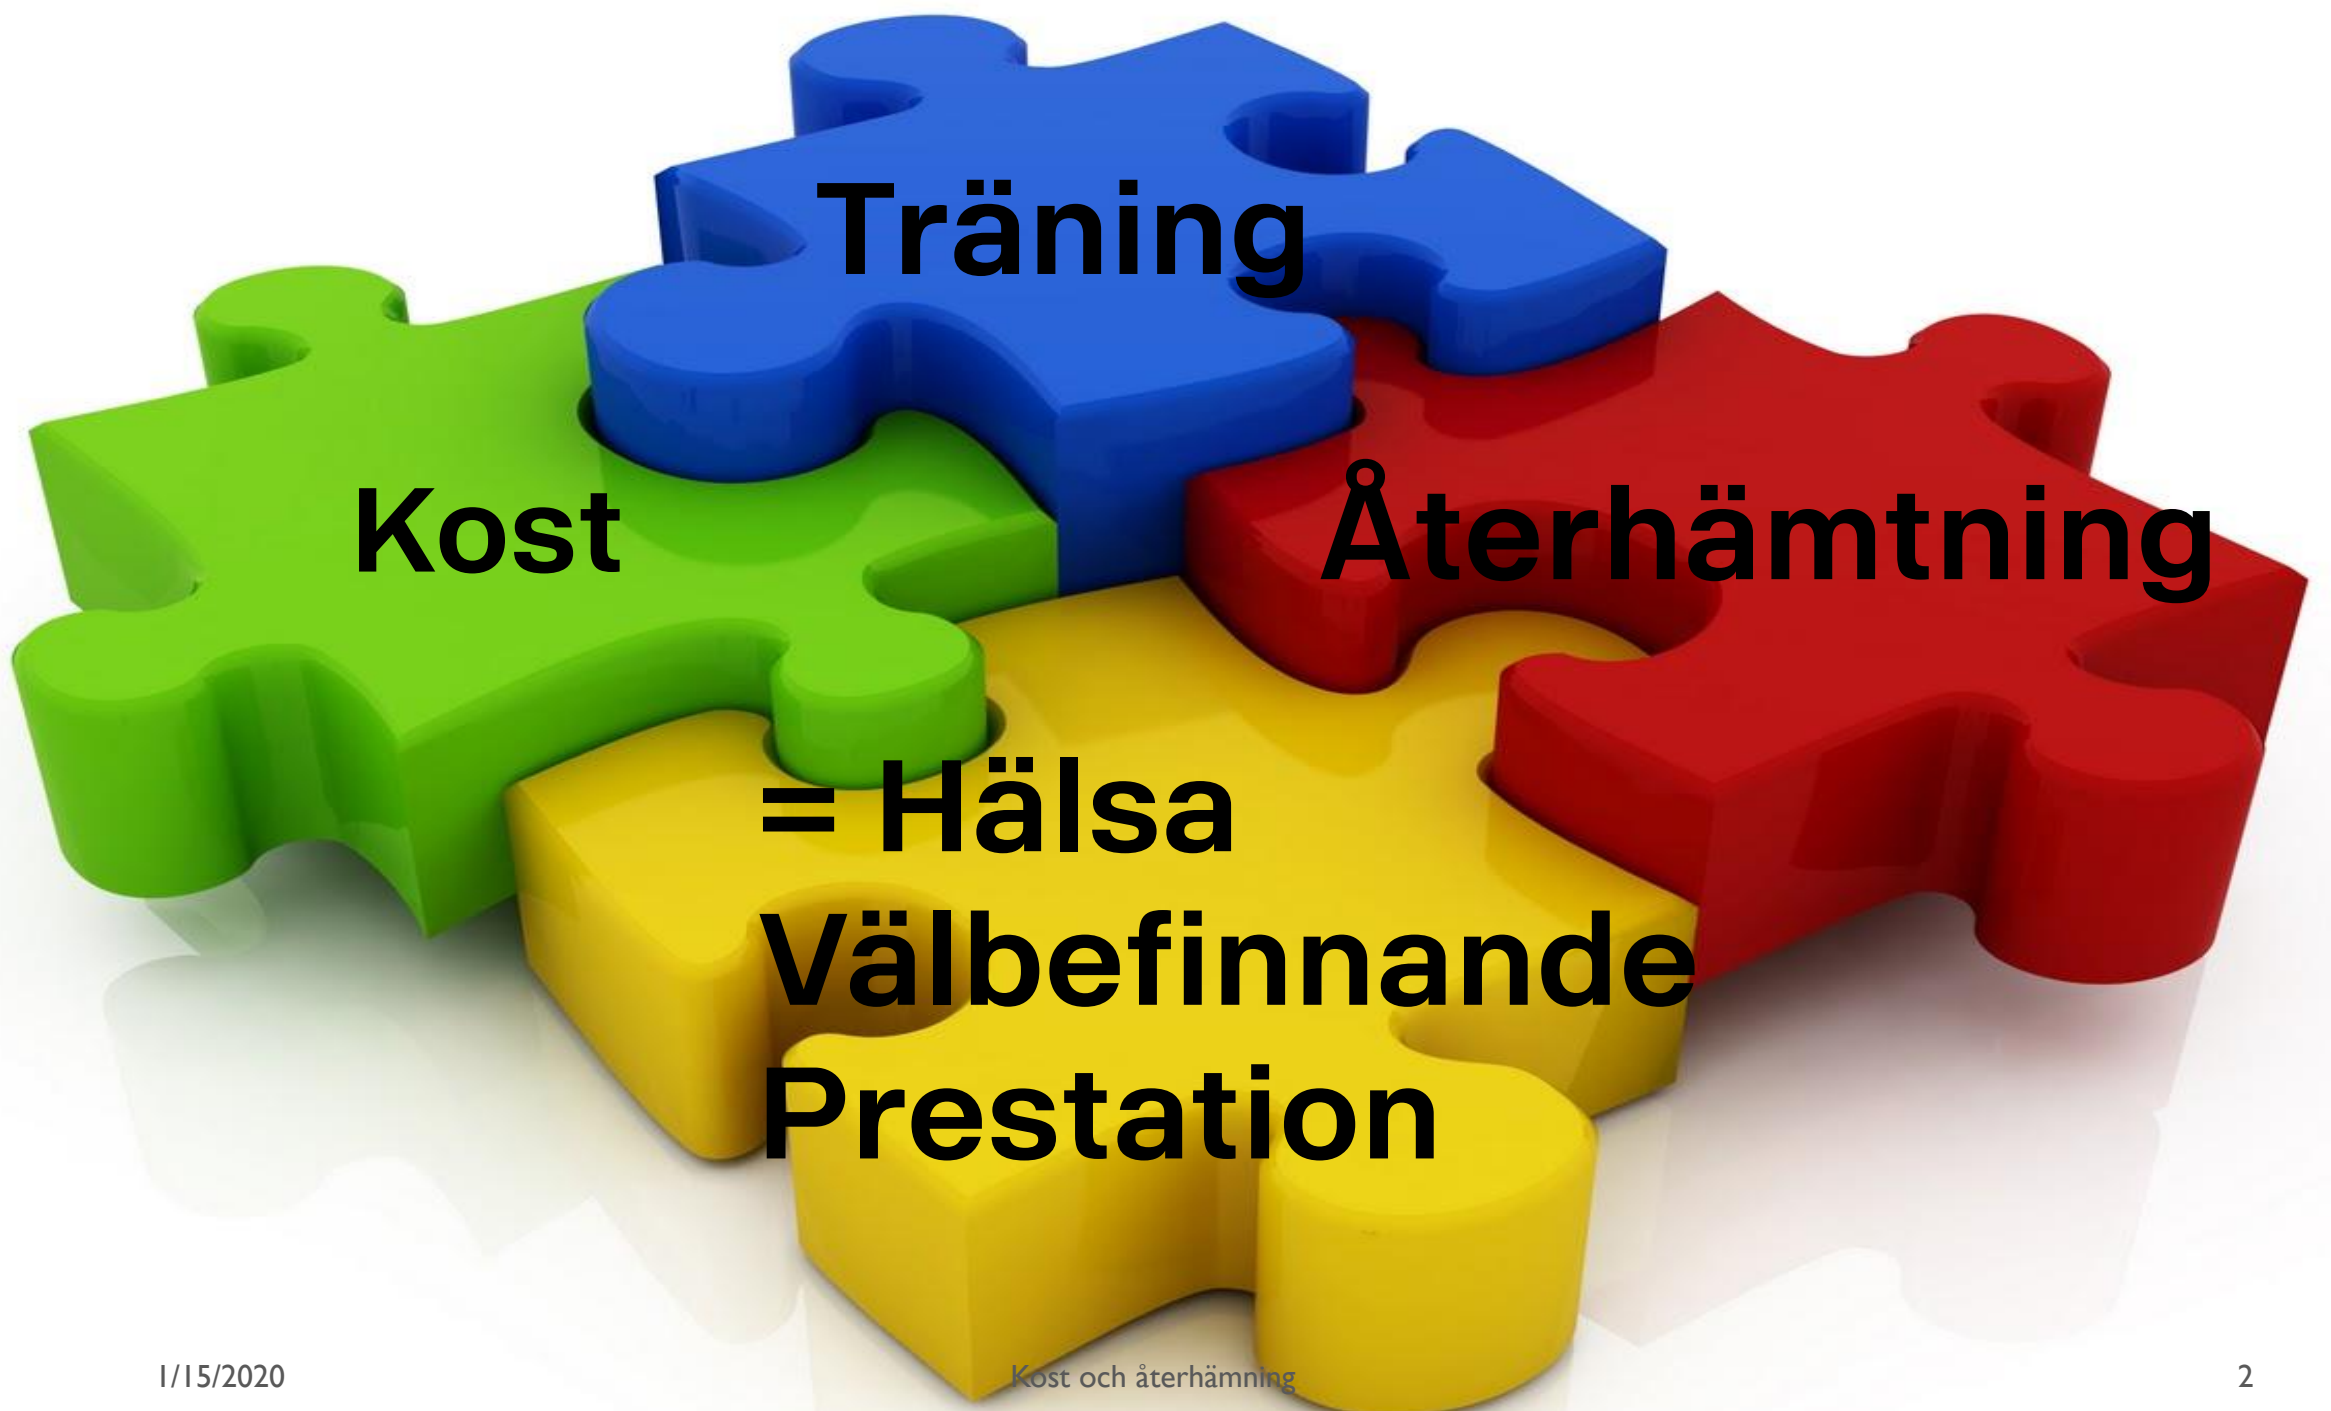 Träning
Kost
Återhämtning
= Hälsa
Välbefinnande
Prestation
1/15/2020
Kost och återhämning
2